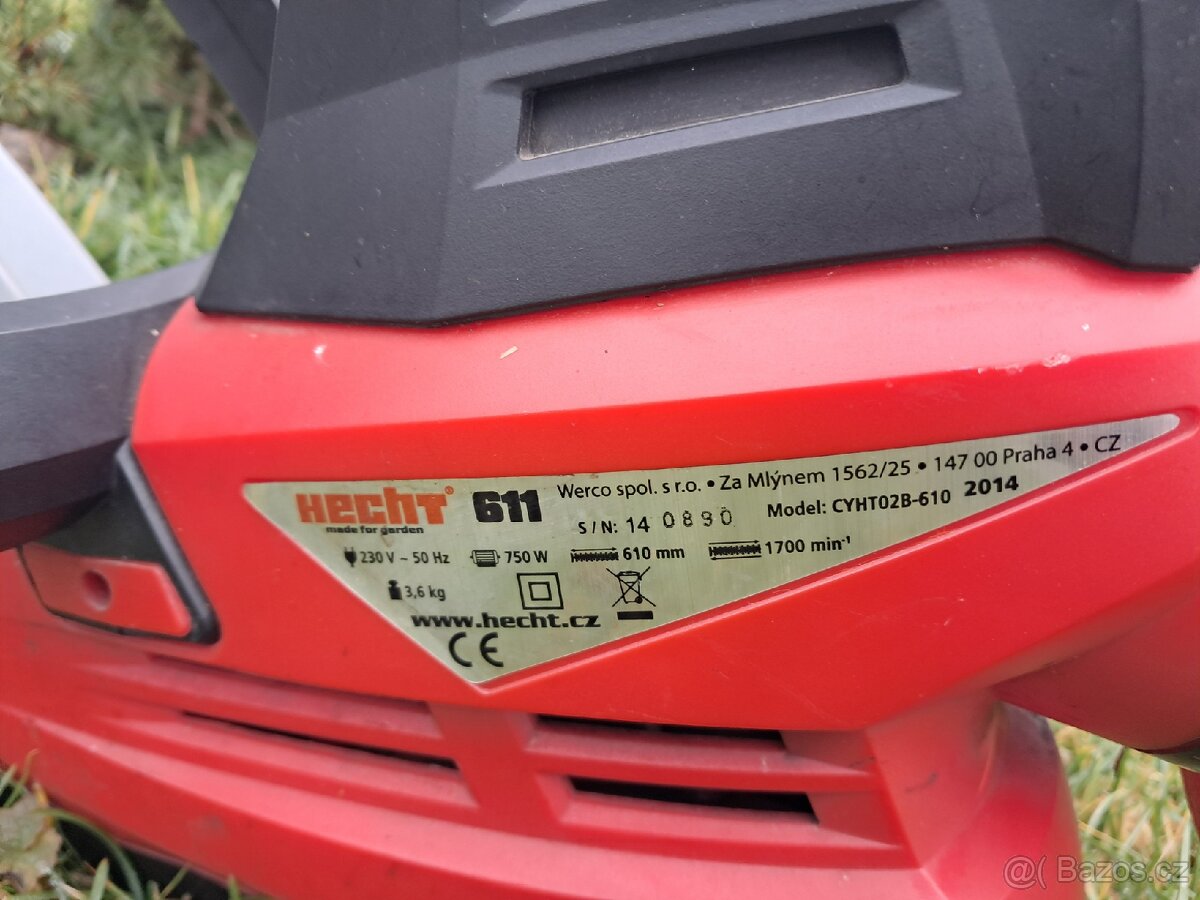 HECHT® 611 Werco spol. s r.o. • Za Mlýnem 1562/25 • 147 00 Praha 4 • CZ
made for garden
S / N: 14 0890 Model: CYHT02B-610 2014
230 V ~ 50 Hz 750 W 610 mm 1700 min⁻¹
3,6 kg
www.hecht.cz
CE
@( Bazos.cz